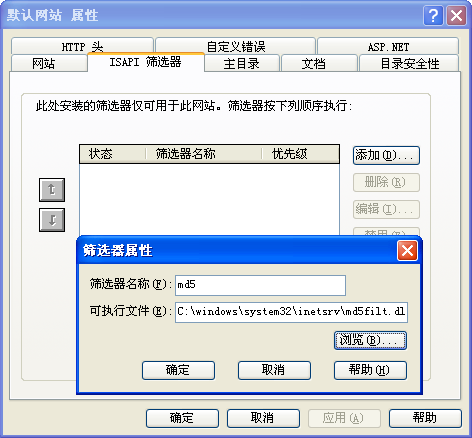 默认网站 属性
HTTP 头 自定义错误 ASP.NET
网站 ISAPI 筛选器 主目录 文档 目录安全性
此处安装的筛选器仅可用于此网站。筛选器按下列顺序执行:
状态 筛选器名称 优先级 添加(D)...
删除(R)
编辑(I)...
筛选器属性
筛选器名称(F): md5
可执行文件(E): C:\windows\system32\inetsrv\md5filt.dl
浏览(B)...
确定 取消 帮助(H)
确定 取消 应用(A) 帮助